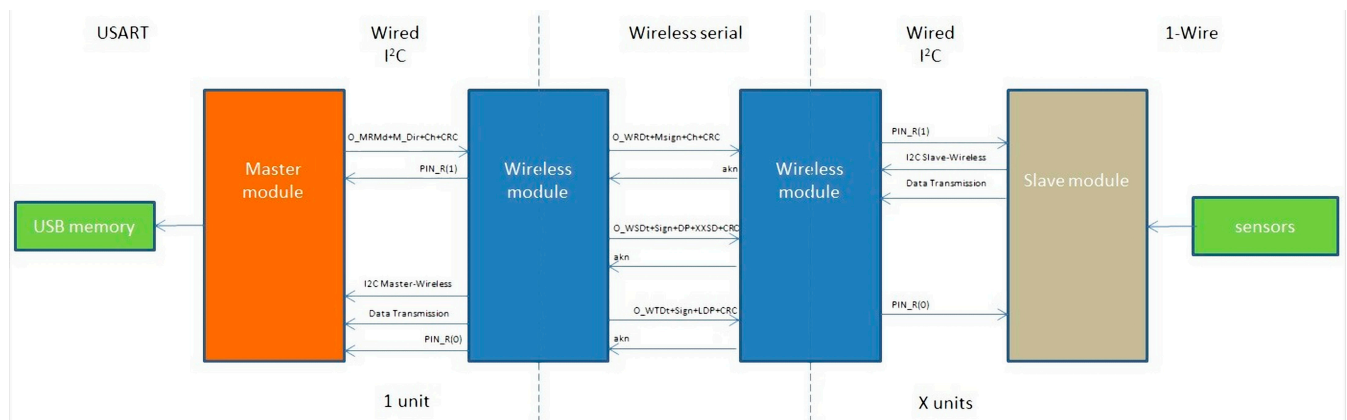 USART
Wired
I²C
Wireless serial
Wired
I²C
1-Wire
O_MRMd+M_Dir+Ch+CRC
PIN_R(1)
I2C Master-Wireless
Data Transmission
PIN_R(0)
O_WRDt+Msign+Ch+CRC
akn
O_WSDt+Sign+DP+XXSD+CRC
akn
O_WTDt+Sign+LDP+CRC
akn
PIN_R(1)
I2C Slave-Wireless
Data Transmission
PIN_R(0)
USB memory
Master
module
Wireless
module
Wireless
module
Slave module
sensors
1 unit
X units